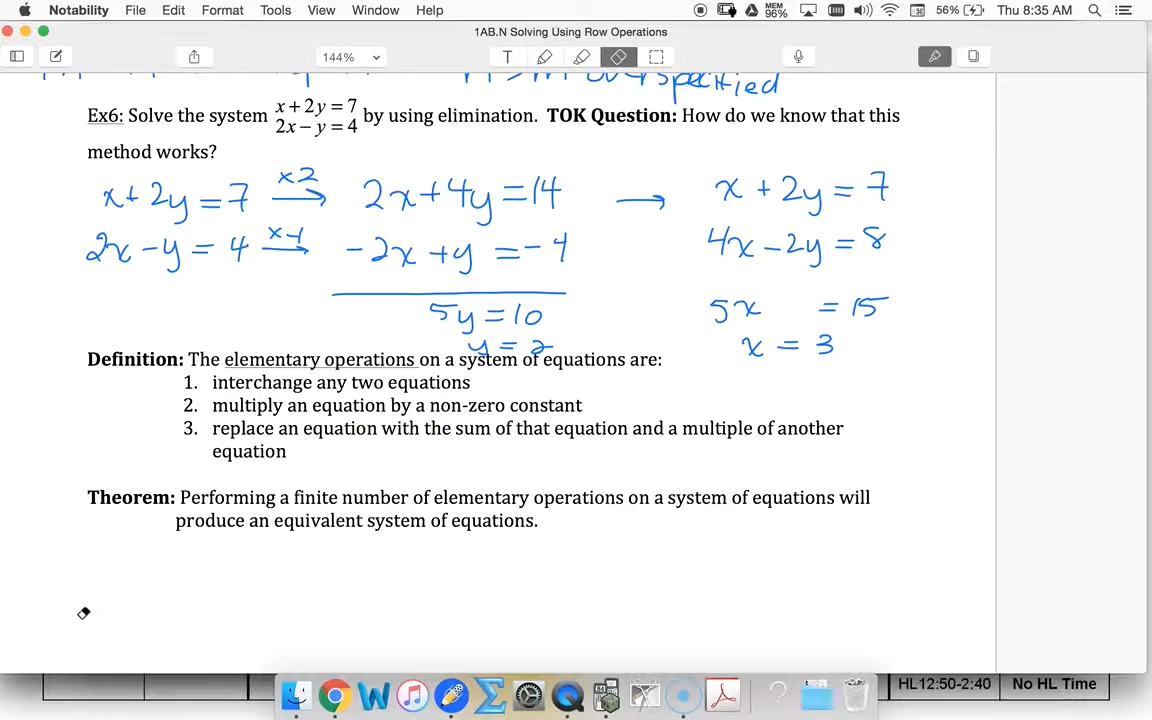 Notability File Edit Format Tools View Window Help MEM 96% 56% Thu 8:35 AM
1AB.N Solving Using Row Operations
144% T
overspecified
Ex6: Solve the system x + 2y = 7 2x − y = 4 by using elimination. TOK Question: How do we know that this
method works?
x + 2y = 7 x2 → 2x + 4y = 14 → x + 2y = 7
2x − y = 4 x-1 → −2x + y = −4 4x − 2y = 8
5y = 10 5x = 15
y = 2 x = 3
Definition: The elementary operations on a system of equations are:
1. interchange any two equations
2. multiply an equation by a non-zero constant
3. replace an equation with the sum of that equation and a multiple of another
equation
Theorem: Performing a finite number of elementary operations on a system of equations will
produce an equivalent system of equations.
HL12:50-2:40 No HL Time